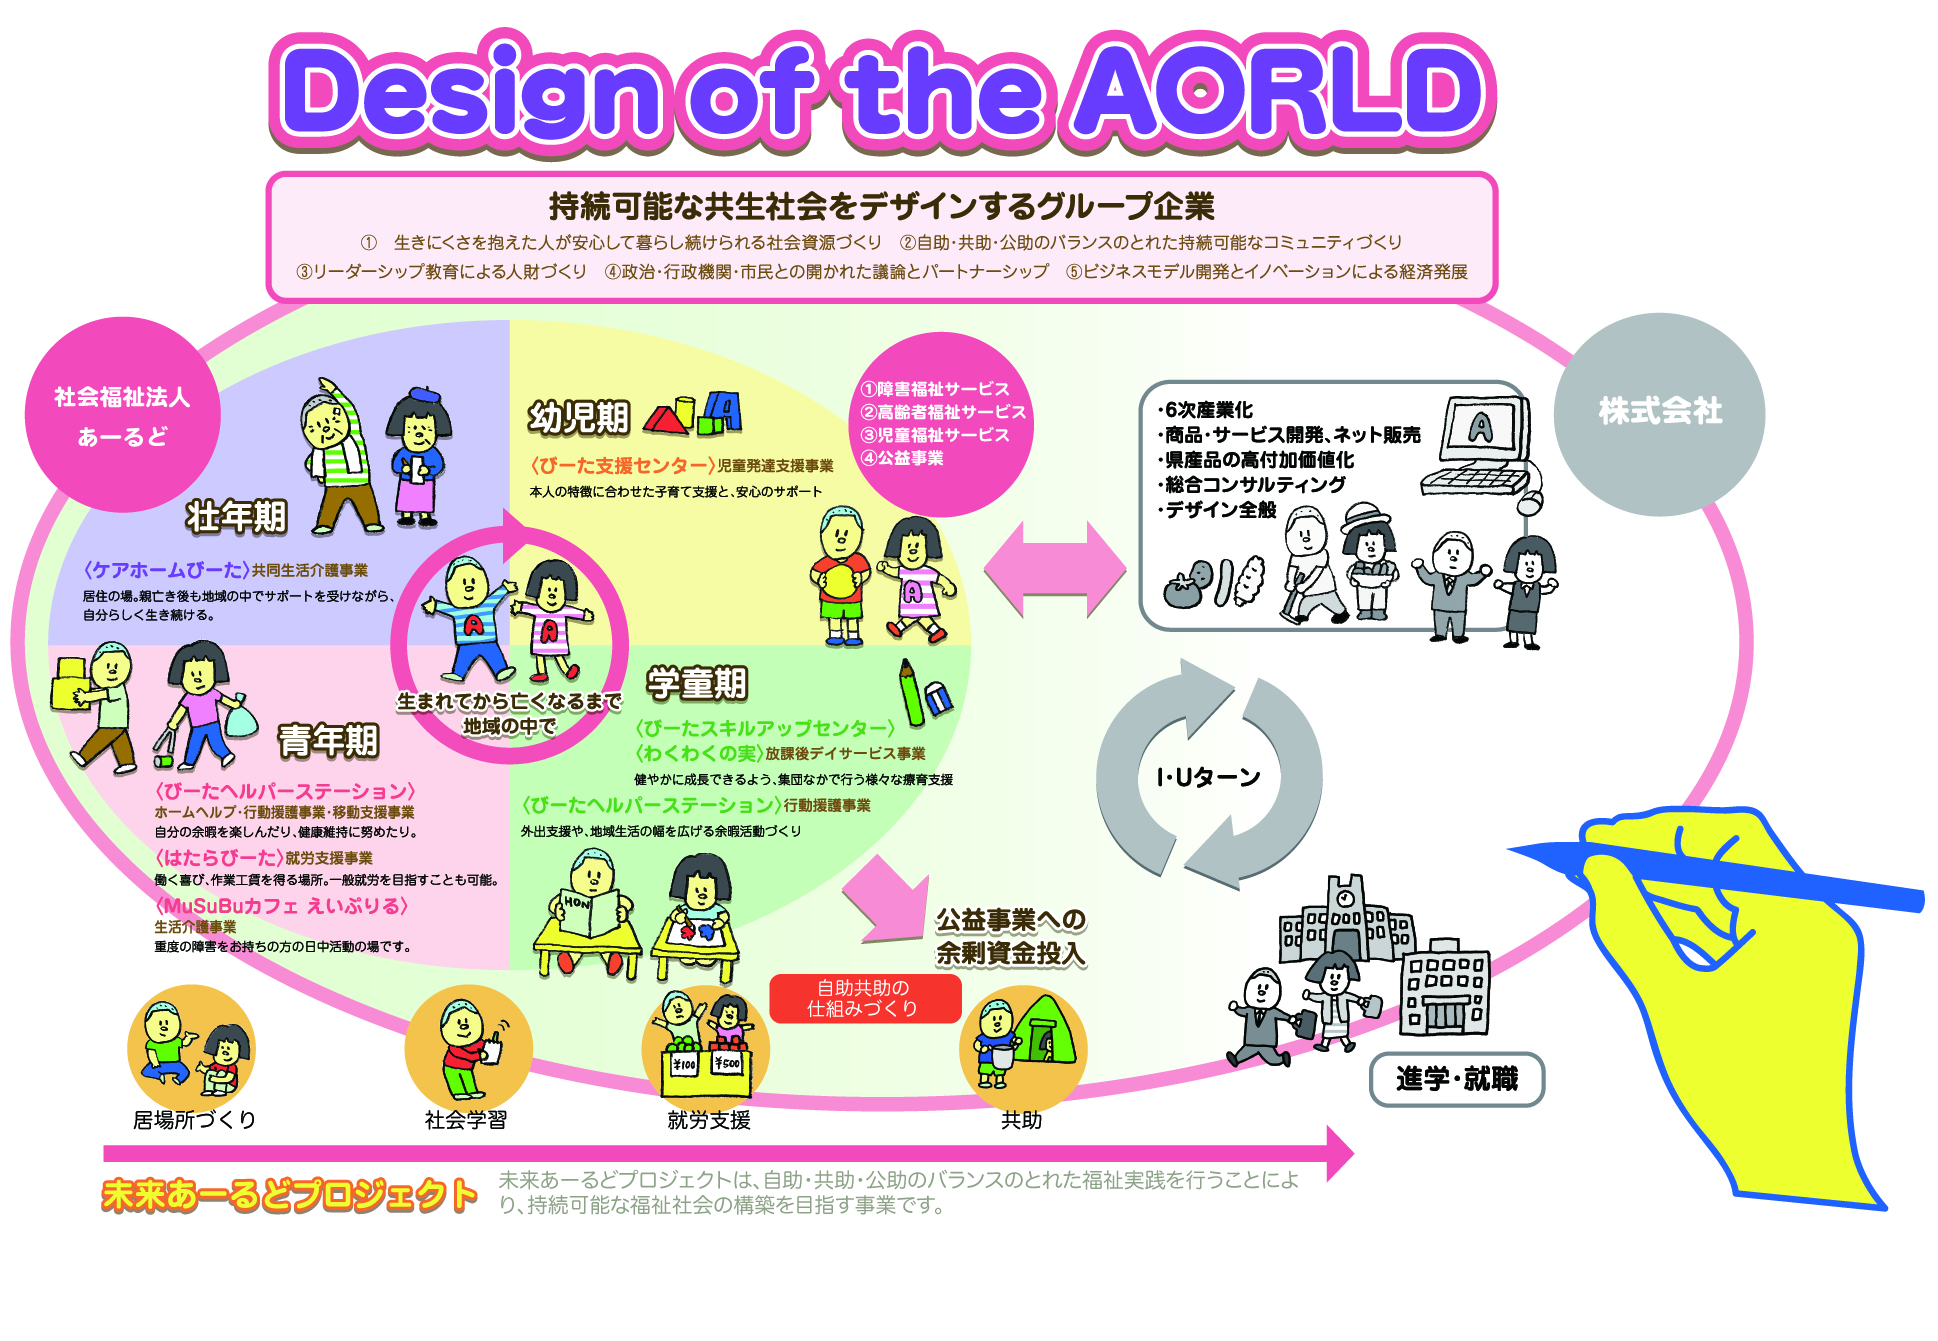 Design of the AORLD
持続可能な共生社会をデザインするグループ企業
① 生きにくさを抱えた人が安心して暮らし続けられる社会資源づくり ②自助・共助・公助のバランスのとれた持続可能なコミュニティづくり
③リーダーシップ教育による人財づくり ④政治・行政機関・市民との開かれた議論とパートナーシップ ⑤ビジネスモデル開発とイノベーションによる経済発展
社会福祉法人
あーるど
壮年期
〈ケアホームぴーた〉共同生活介護事業
居住の場。親亡き後も地域の中でサポートを受けながら、
自分らしく生き続ける。
幼児期
A
〈ぴーた支援センター〉児童発達支援事業
本人の特徴に合わせた子育て支援と、安心のサポート
①障害福祉サービス
②高齢者福祉サービス
③児童福祉サービス
④公益事業
A
・6次産業化
・商品・サービス開発、ネット販売
・県産品の高付加価値化
・総合コンサルティング
・デザイン全般
A
株式会社
A
A
生まれてから亡くなるまで
地域の中で
学童期
〈ぴーたスキルアップセンター〉
〈わくわくの実〉放課後デイサービス事業
健やかに成長できるよう、集団なかで行う様々な療育支援
〈ぴーたヘルパーステーション〉行動援護事業
外出支援や、地域生活の幅を広げる余暇活動づくり
HON
青年期
〈ぴーたヘルパーステーション〉
ホームヘルプ・行動援護事業・移動支援事業
自分の余暇を楽しんだり、健康維持に努めたり。
〈はたらぴーた〉就労支援事業
働く喜び、作業工賃を得る場所。一般就労を目指すことも可能。
〈MuSuBuカフェ えいぷりる〉
生活介護事業
重度の障害をお持ちの方の日中活動の場です。
I・Uターン
公益事業への
余剰資金投入
自助共助の
仕組みづくり
¥100
¥500
進学・就職
居場所づくり
社会学習
就労支援
共助
未来あーるどプロジェクト
未来あーるどプロジェクトは、自助・共助・公助のバランスのとれた福祉実践を行うことによ
り、持続可能な福祉社会の構築を目指す事業です。